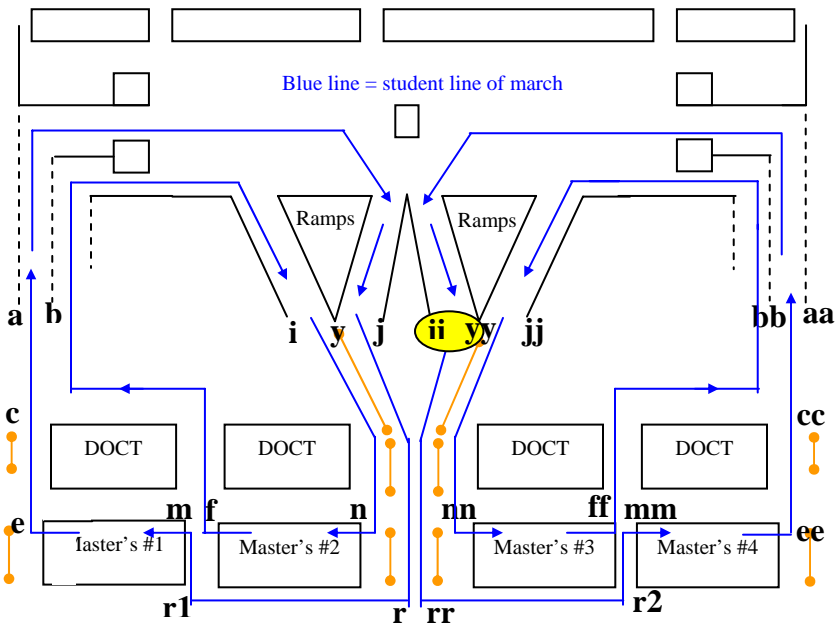 Blue line = student line of march
Ramps
Ramps
a
b
i
y
j
ii
yy
jj
bb
aa
c
cc
DOCT
DOCT
DOCT
DOCT
e
m
f
n
nn
ff
mm
ee
laster's #1
Master's #2
Master's #3
Master's #4
r1
r
rr
r2